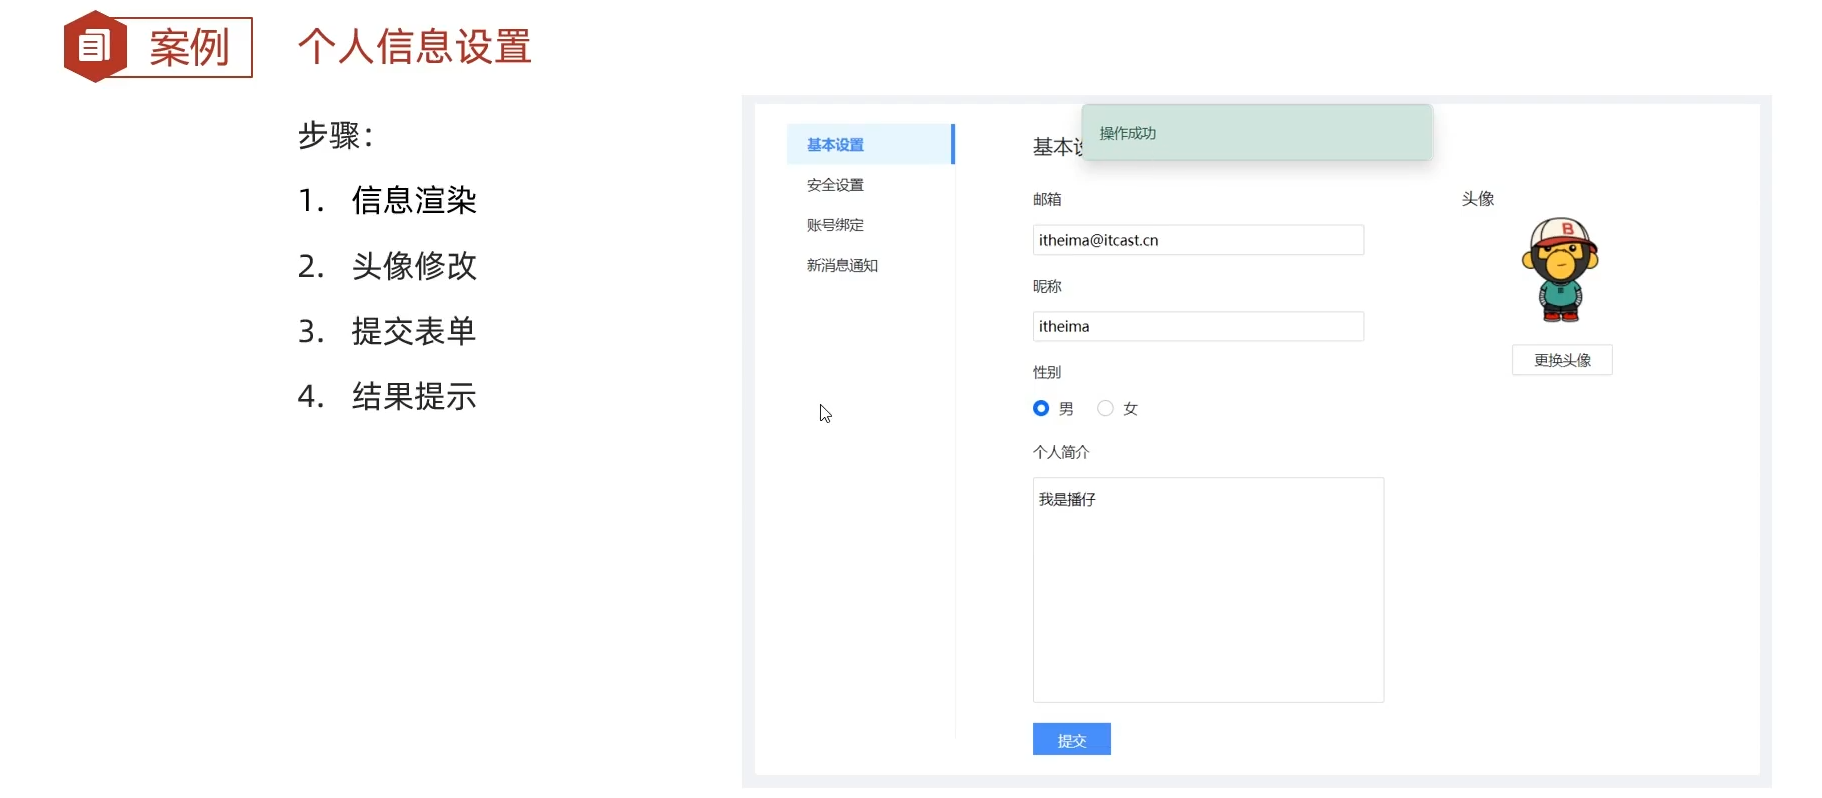 案例
个人信息设置
步骤：
1. 信息渲染
2. 头像修改
3. 提交表单
4. 结果提示
基本设置
安全设置
账号绑定
新消息通知
操作成功
基本设
邮箱
itheima@itcast.cn
昵称
itheima
性别
男 女
个人简介
我是播仔
提交
头像
B
更换头像